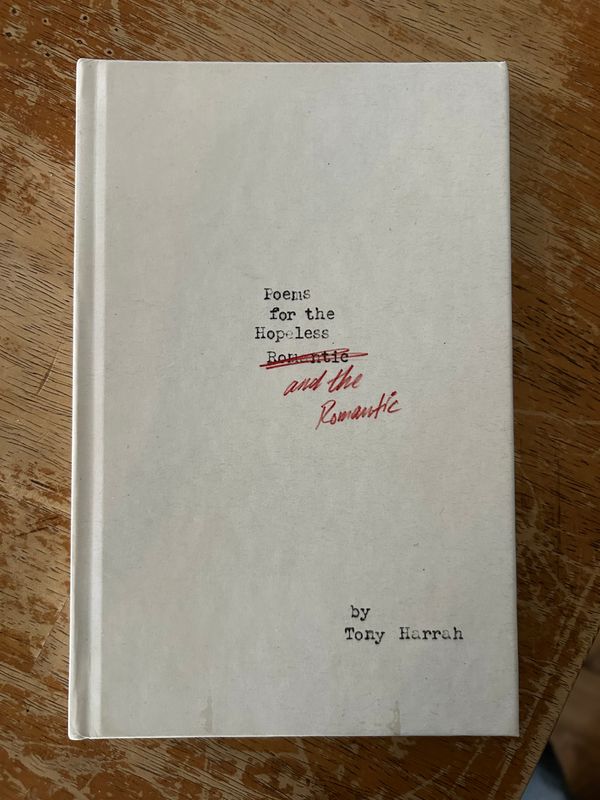 Poems
for the
Hopeless
Romantic
and the
Romantic
by
Tony Harrah